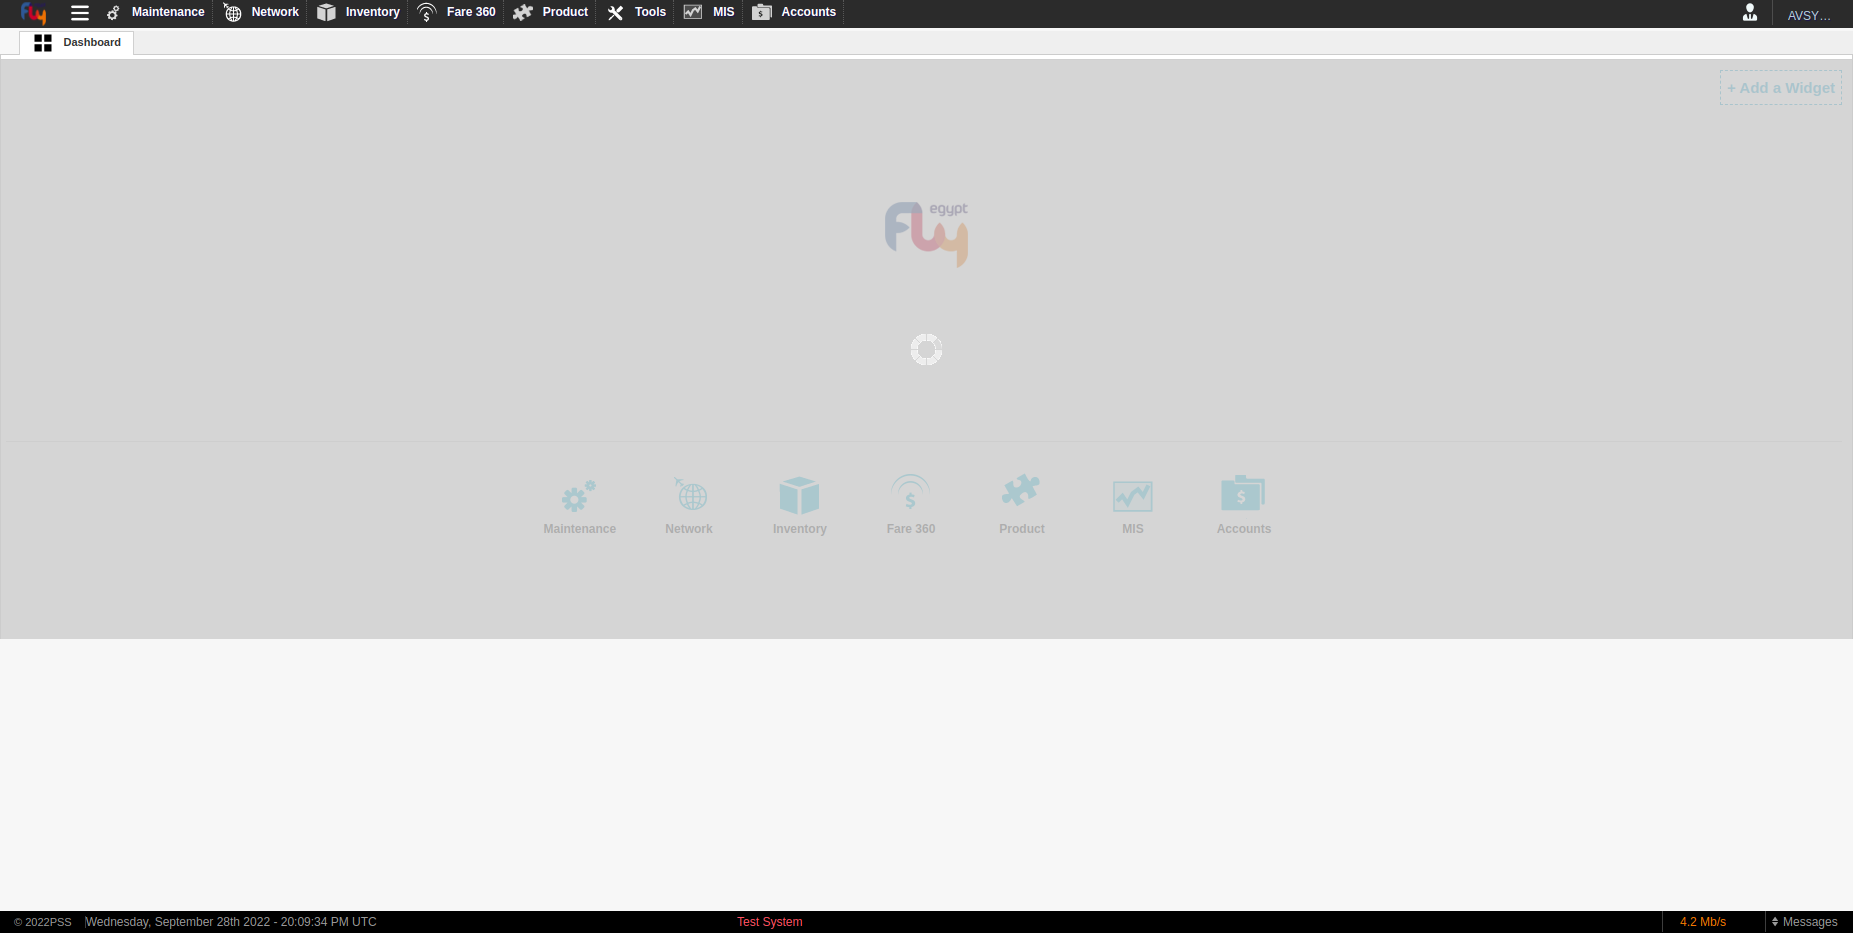 Fly Maintenance Network Inventory Fare 360 Product Tools MIS Accounts AVSY...
Dashboard
+ Add a Widget
egypt
Fly
Maintenance Network Inventory Fare 360 Product MIS Accounts
© 2022PSS Wednesday, September 28th 2022 - 20:09:34 PM UTC Test System 4.2 Mb/s Messages